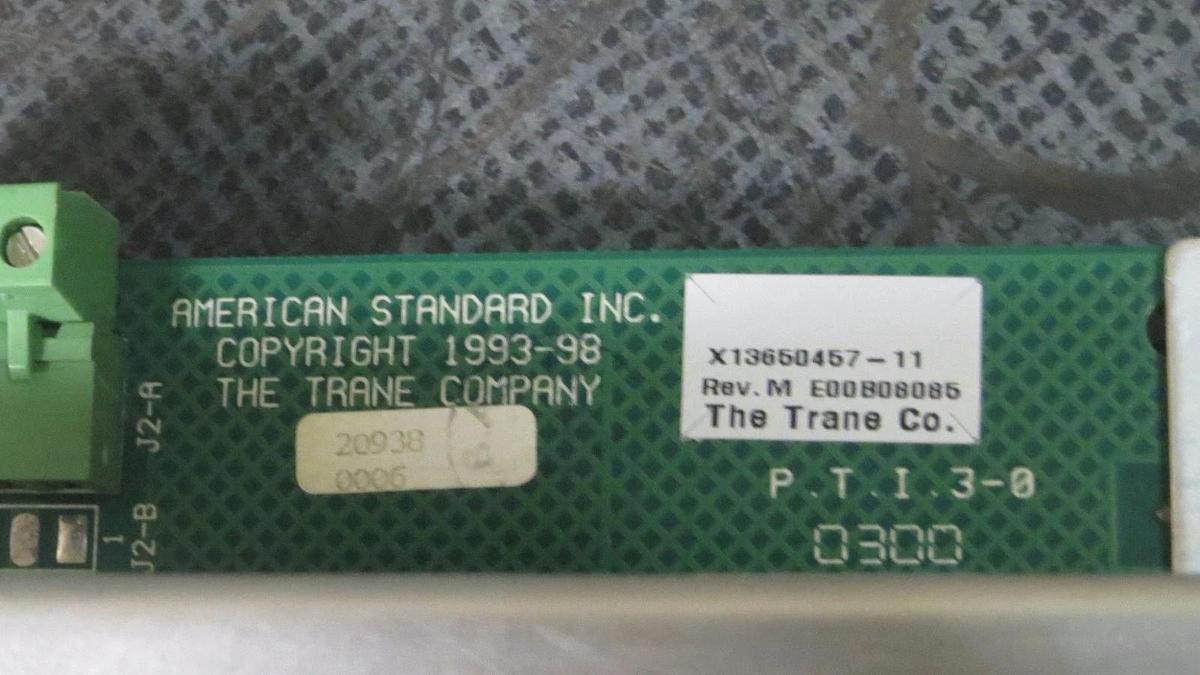 AMERICAN STANDARD INC.
COPYRIGHT 1993-98
THE TRANE COMPANY
20938
0006
X13650457-11
Rev. M E00B08085
The Trane Co.
P.T.I.3-0
0300
J2-A
J2-B
1